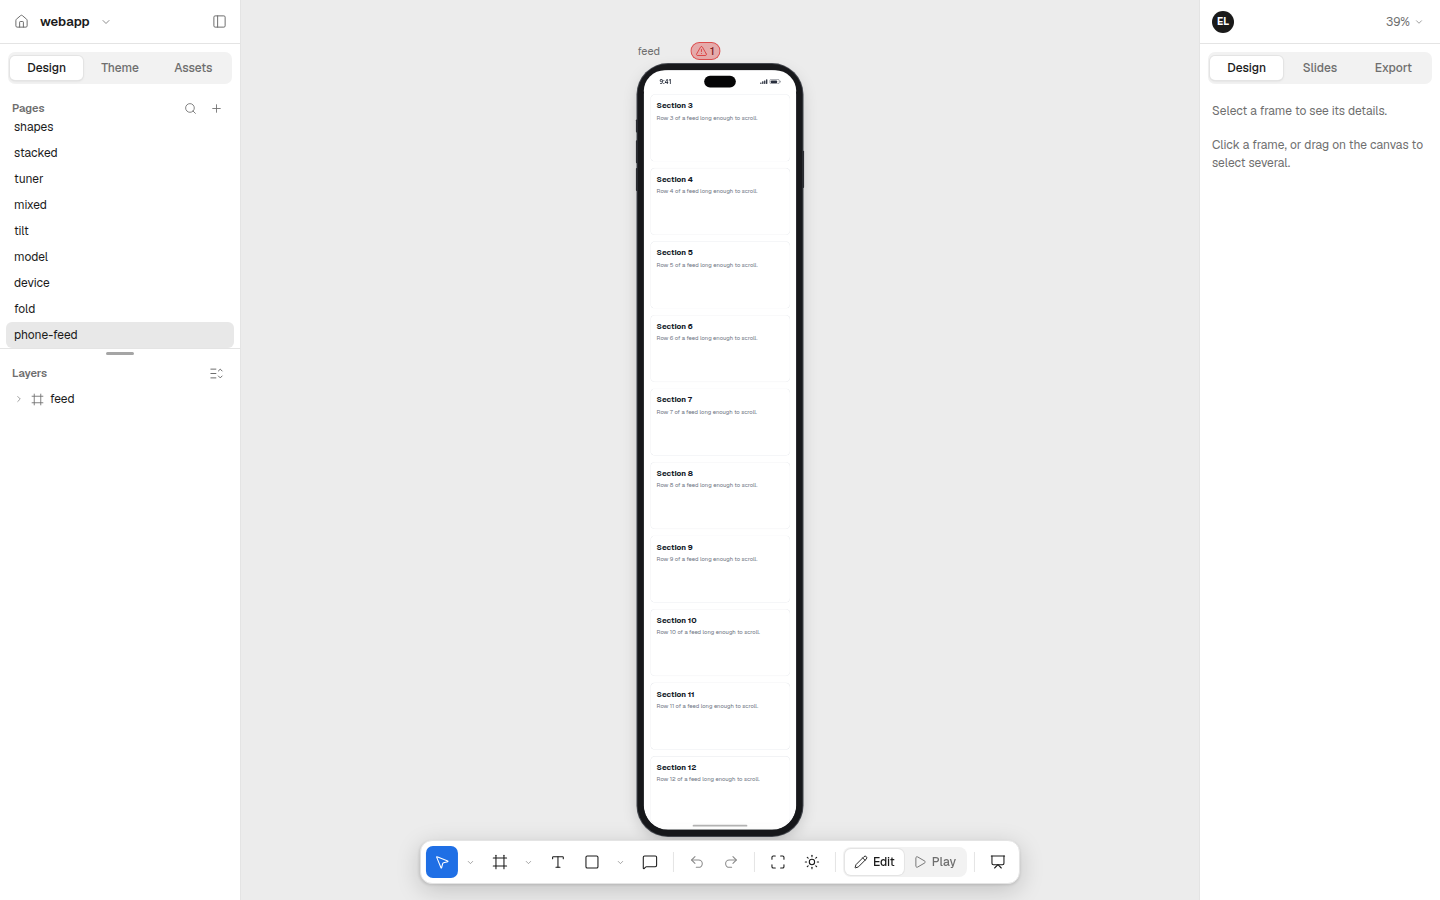 webapp
Design
Theme
Assets
Pages
shapes
stacked
tuner
mixed
tilt
model
device
fold
phone-feed
Layers
feed
feed
1
9:41
Section 3
Row 3 of a feed long enough to scroll.
Section 4
Row 4 of a feed long enough to scroll.
Section 5
Row 5 of a feed long enough to scroll.
Section 6
Row 6 of a feed long enough to scroll.
Section 7
Row 7 of a feed long enough to scroll.
Section 8
Row 8 of a feed long enough to scroll.
Section 9
Row 9 of a feed long enough to scroll.
Section 10
Row 10 of a feed long enough to scroll.
Section 11
Row 11 of a feed long enough to scroll.
Section 12
Row 12 of a feed long enough to scroll.
Edit
Play
EL
39%
Design
Slides
Export
Select a frame to see its details.
Click a frame, or drag on the canvas to
select several.